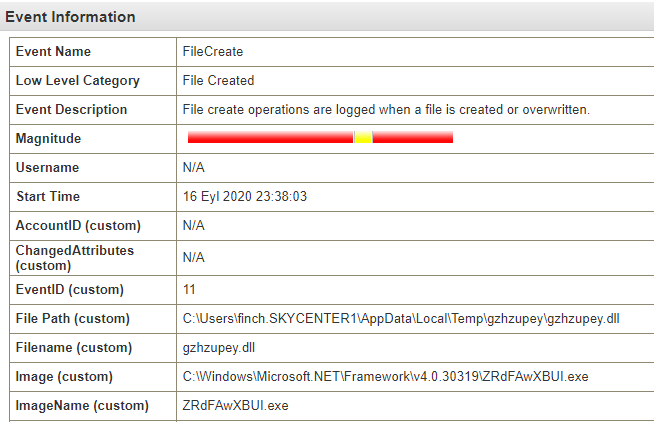 Event Information
Event Name FileCreate
Low Level Category File Created
Event Description File create operations are logged when a file is created or overwritten.
Magnitude
Username N/A
Start Time 16 Eyl 2020 23:38:03
AccountID (custom) N/A
ChangedAttributes
(custom) N/A
EventID (custom) 11
File Path (custom) C:\Users\finch.SKYCENTER1\AppData\Local\Temp\gzhzupey\gzhzupey.dll
Filename (custom) gzhzupey.dll
Image (custom) C:\Windows\Microsoft.NET\Framework\v4.0.30319\ZRdFAwXBUI.exe
ImageName (custom) ZRdFAwXBUI.exe